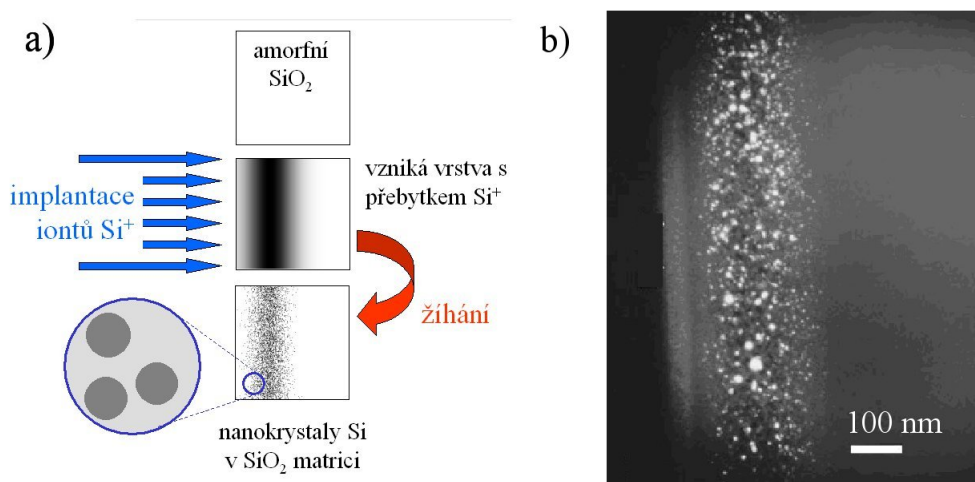 a)
amorfní
SiO2
implantace
iontů Si+
vzniká vrstva s
přebytkem Si+
žíhání
nanokrystaly Si
v SiO2 matrici
b)
100 nm